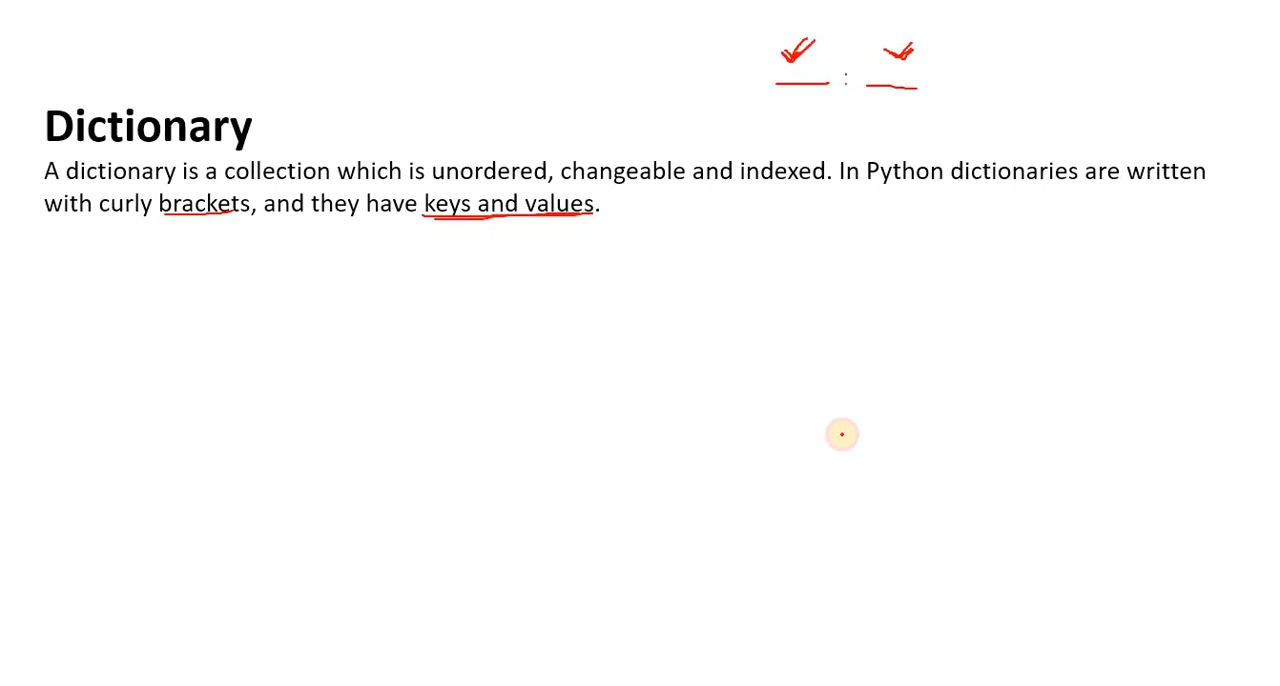 :
Dictionary
A dictionary is a collection which is unordered, changeable and indexed. In Python dictionaries are written
with curly brackets, and they have keys and values.